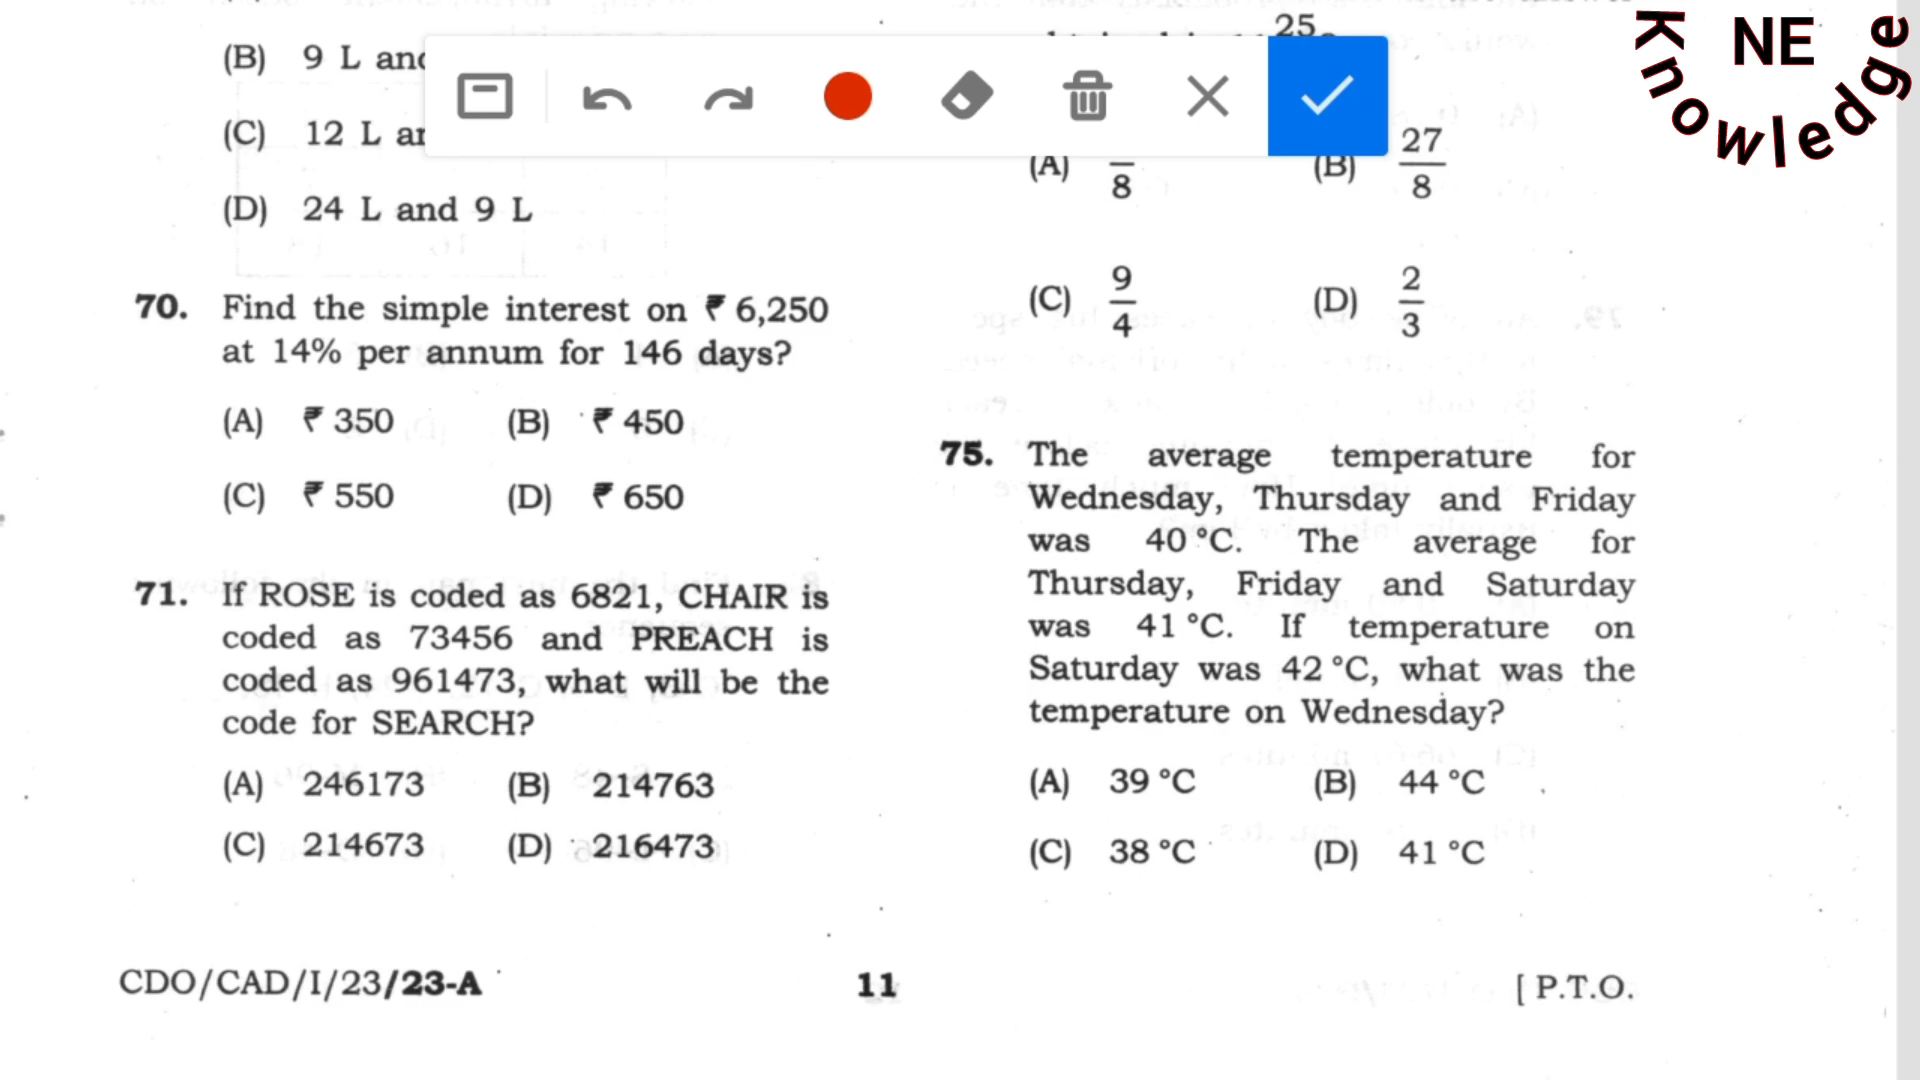 (B) 9 L and
(C) 12 L
(D) 24 L and 9 L
70. Find the simple interest on ₹ 6,250
at 14% per annum for 146 days?
(A) ₹ 350 (B) ₹ 450
(C) ₹ 550 (D) ₹ 650
71. If ROSE is coded as 6821, CHAIR is
coded as 73456 and PREACH is
coded as 961473, what will be the
code for SEARCH?
(A) 246173 (B) 214763
(C) 214673 (D) 216473
25
(A) 8 (B) 27/8
(C) 9/4 (D) 2/3
75. The average temperature for
Wednesday, Thursday and Friday
was 40 °C. The average for
Thursday, Friday and Saturday
was 41 °C. If temperature on
Saturday was 42 °C, what was the
temperature on Wednesday?
(A) 39 °C (B) 44 °C
(C) 38 °C (D) 41 °C
CDO/CAD/I/23/23-A 11 [ P.T.O.
NE
Knowledge